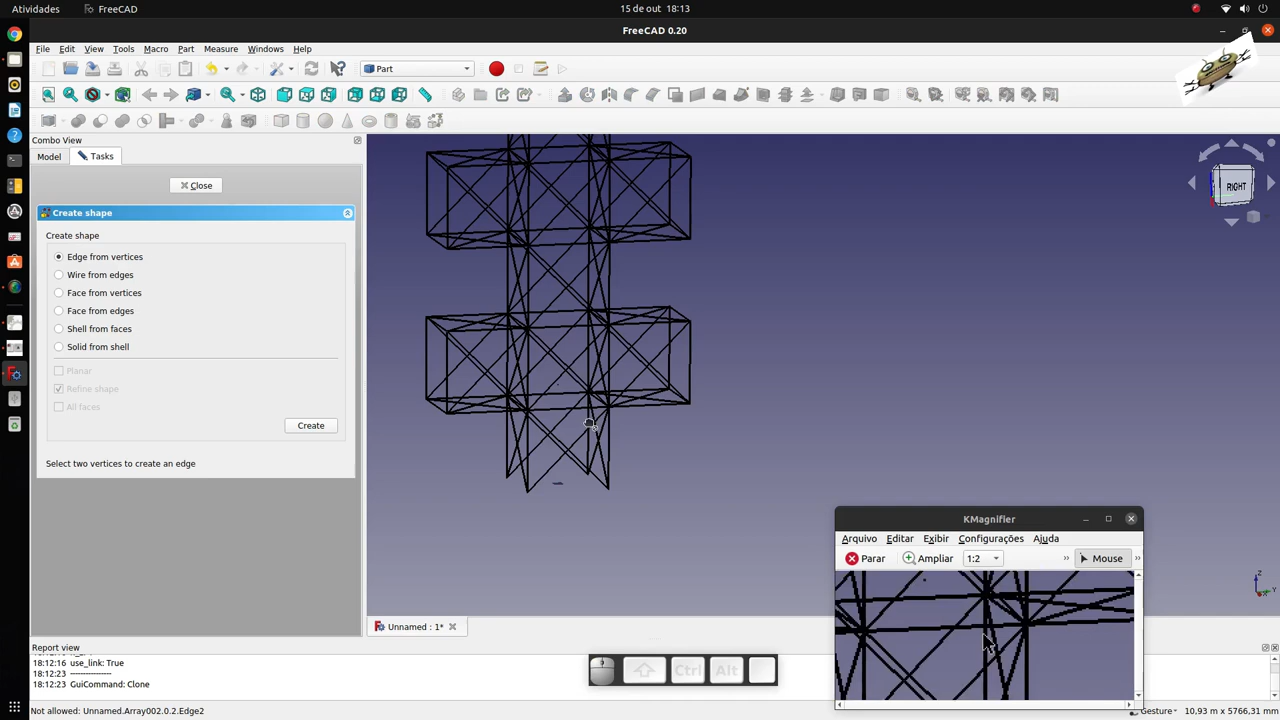 Atividades
FreeCAD
15 de out 18:13
FreeCAD 0.20
File Edit View Tools Macro Part Measure Windows Help
Part
Combo View
Model
Tasks
Close
Create shape
Create shape
Edge from vertices
Wire from edges
Face from vertices
Face from edges
Shell from faces
Solid from shell
Planar
Refine shape
All faces
Create
Select two vertices to create an edge
RIGHT
KMagnifier
Arquivo Editar Exibir Configurações Ajuda
Parar
Ampliar
1:2
»
Mouse
»
Unnamed : 1*
Report view
18:12:16 use_link: True
18:12:23 ----------------
18:12:23 GuiCommand: Clone
Ctrl
Alt
Not allowed: Unnamed.Array002.0.2.Edge2
Gesture
10,93 m x 5766,31 mm